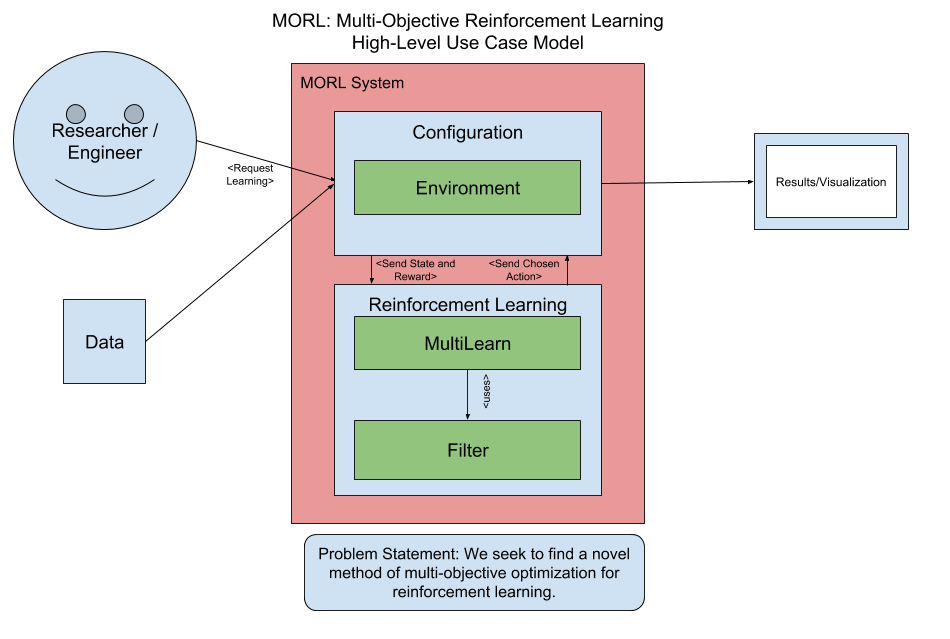 MORL: Multi-Objective Reinforcement Learning
High-Level Use Case Model
MORL System
Researcher /
Engineer
<Request
Learning>
Configuration
Environment
Results/Visualization
<Send State and
Reward>
<Send Chosen
Action>
Data
Reinforcement Learning
MultiLearn
<uses>
Filter
Problem Statement: We seek to find a novel
method of multi-objective optimization for
reinforcement learning.